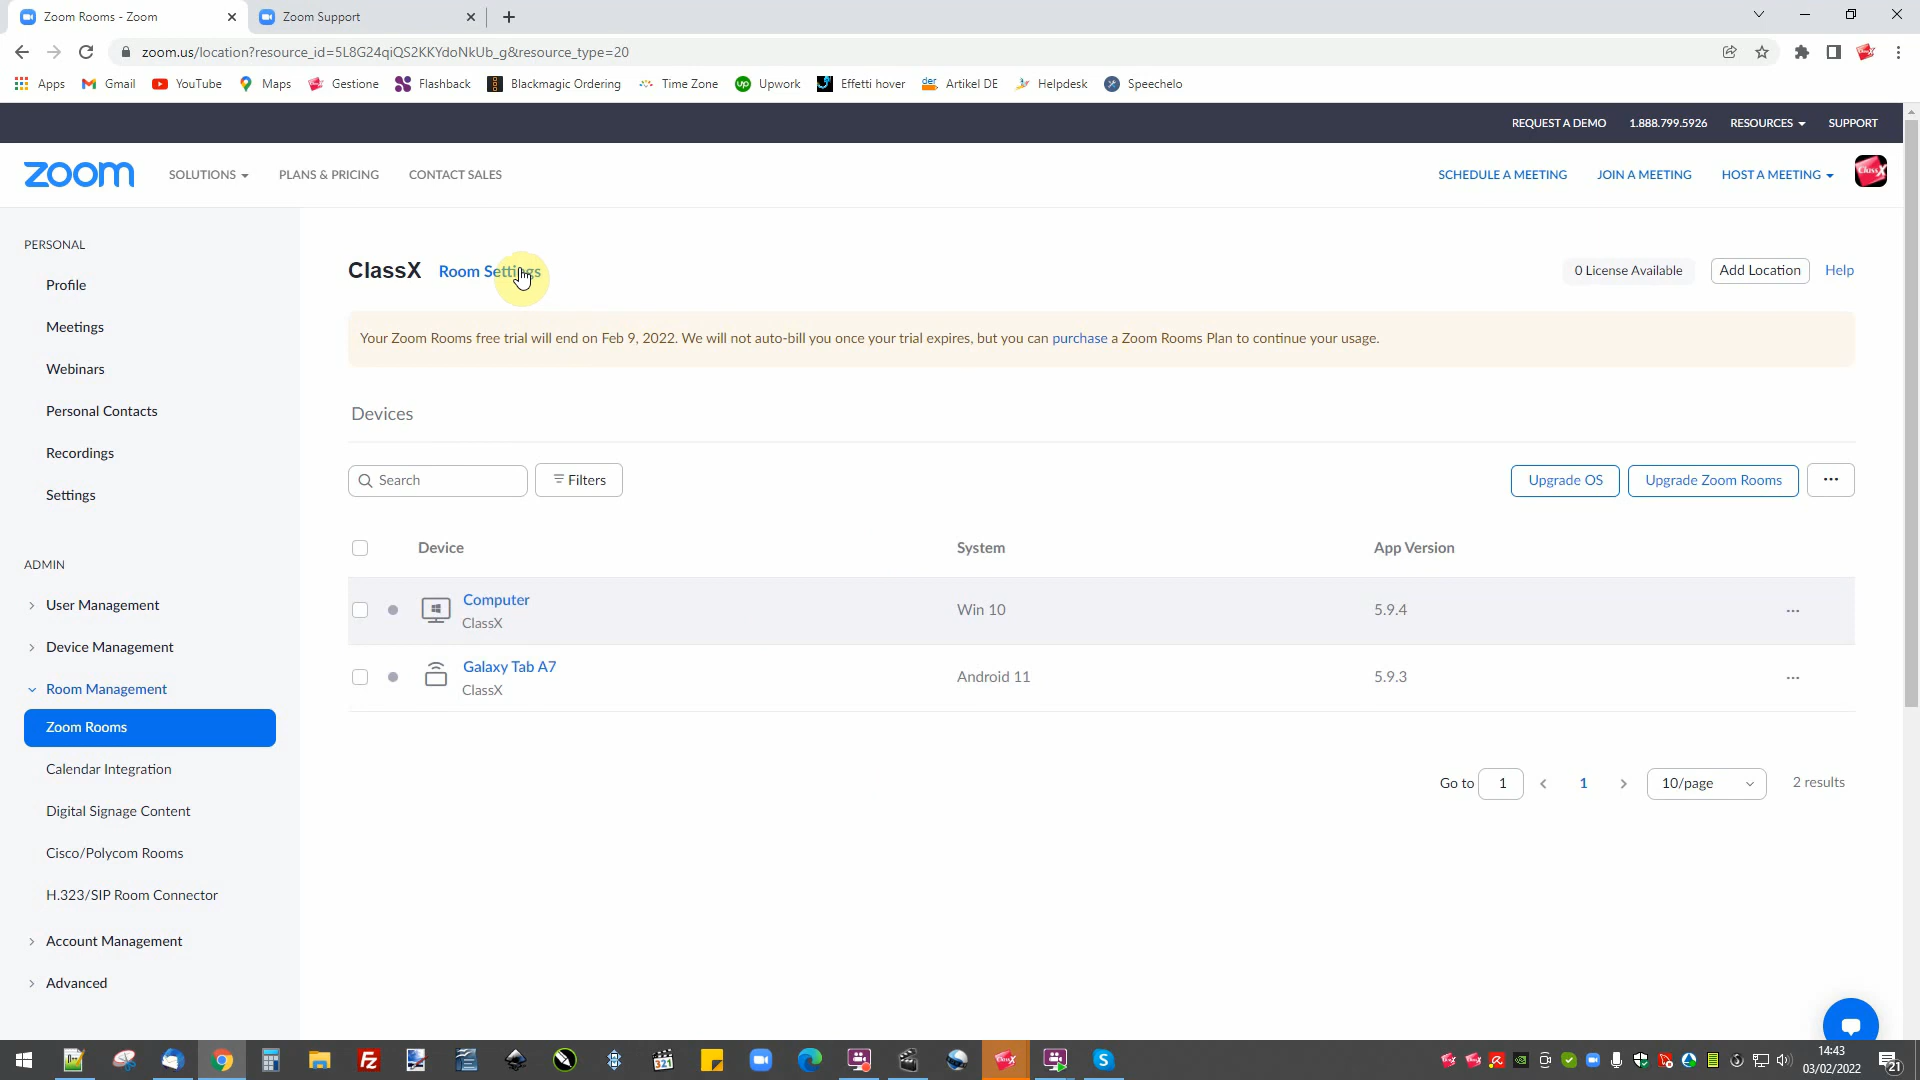 Zoom Rooms - Zoom
Zoom Support
zoom.us/location?resource_id=5L8G24qiQS2KKYdoNkUb_g&resource_type=20
Apps
Gmail
YouTube
Maps
Gestione
Flashback
Blackmagic Ordering
Time Zone
Upwork
Effetti hover
Artikel DE
Helpdesk
Speechelo
REQUEST A DEMO
1.888.799.5926
RESOURCES
SUPPORT
zoom
SOLUTIONS
PLANS & PRICING
CONTACT SALES
SCHEDULE A MEETING
JOIN A MEETING
HOST A MEETING
ClassX
PERSONAL
Profile
Meetings
Webinars
Personal Contacts
Recordings
Settings
ADMIN
User Management
Device Management
Room Management
Zoom Rooms
Calendar Integration
Digital Signage Content
Cisco/Polycom Rooms
H.323/SIP Room Connector
Account Management
Advanced
ClassX
Room Settings
0 License Available
Add Location
Help
Your Zoom Rooms free trial will end on Feb 9, 2022. We will not auto-bill you once your trial expires, but you can purchase a Zoom Rooms Plan to continue your usage.
Devices
Search
Filters
Upgrade OS
Upgrade Zoom Rooms
Device
System
App Version
Computer
ClassX
Win 10
5.9.4
Galaxy Tab A7
ClassX
Android 11
5.9.3
Go to
1
1
10/page
2 results
321
14:43
03/02/2022
21